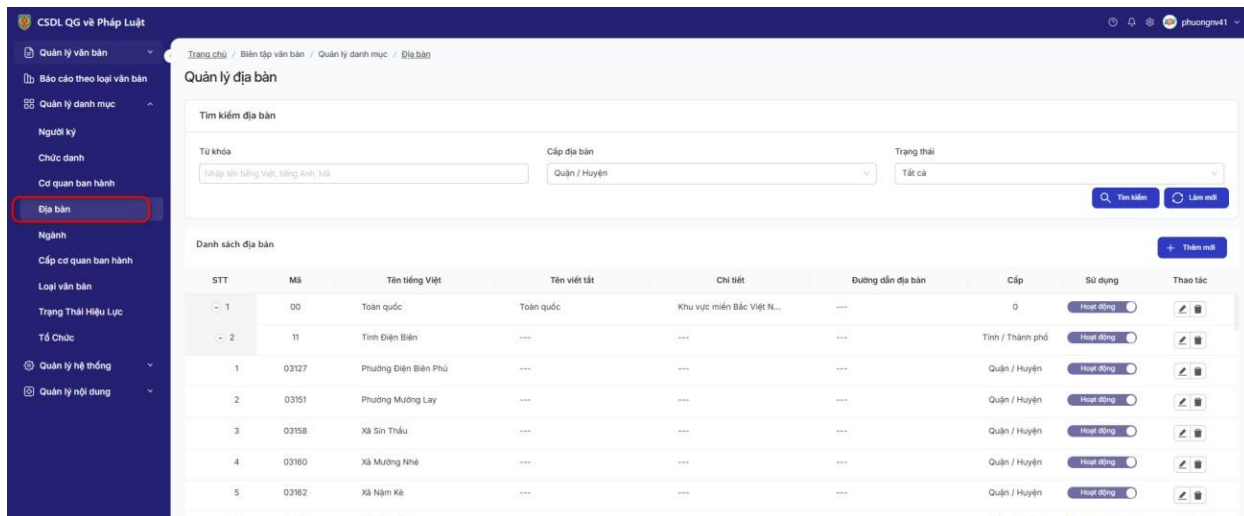 CSDL QG về Pháp Luật
phuongnv41
Quản lý văn bản
Báo cáo theo loại văn bản
Quản lý danh mục
Người ký
Chức danh
Cơ quan ban hành
Địa bàn
Ngành
Cấp cơ quan ban hành
Loại văn bản
Trạng Thái Hiệu Lực
Tổ Chức
Quản lý hệ thống
Quản lý nội dung
Trang chủ / Biên tập văn bản / Quản lý danh mục / Địa bàn
Quản lý địa bàn
Tìm kiếm địa bàn
Từ khóa Cấp địa bàn Trạng thái
Nhập tên tiếng Việt, tiếng Anh, Mã Quận / Huyện Tất cả
Tìm kiếm Làm mới
Danh sách địa bàn + Thêm mới
STT Mã Tên tiếng Việt Tên viết tắt Chi tiết Đường dẫn địa bàn Cấp Sử dụng Thao tác
1 00 Toàn quốc Toàn quốc Khu vực miền Bắc Việt N... --- 0 Hoạt động
2 11 Tỉnh Điện Biên --- --- --- Tỉnh / Thành phố Hoạt động
1 03127 Phường Điện Biên Phủ --- --- --- Quận / Huyện Hoạt động
2 03151 Phường Mường Lay --- --- --- Quận / Huyện Hoạt động
3 03158 Xã Sín Thầu --- --- --- Quận / Huyện Hoạt động
4 03160 Xã Mường Nhé --- --- --- Quận / Huyện Hoạt động
5 03162 Xã Nậm Kè --- --- --- Quận / Huyện Hoạt động